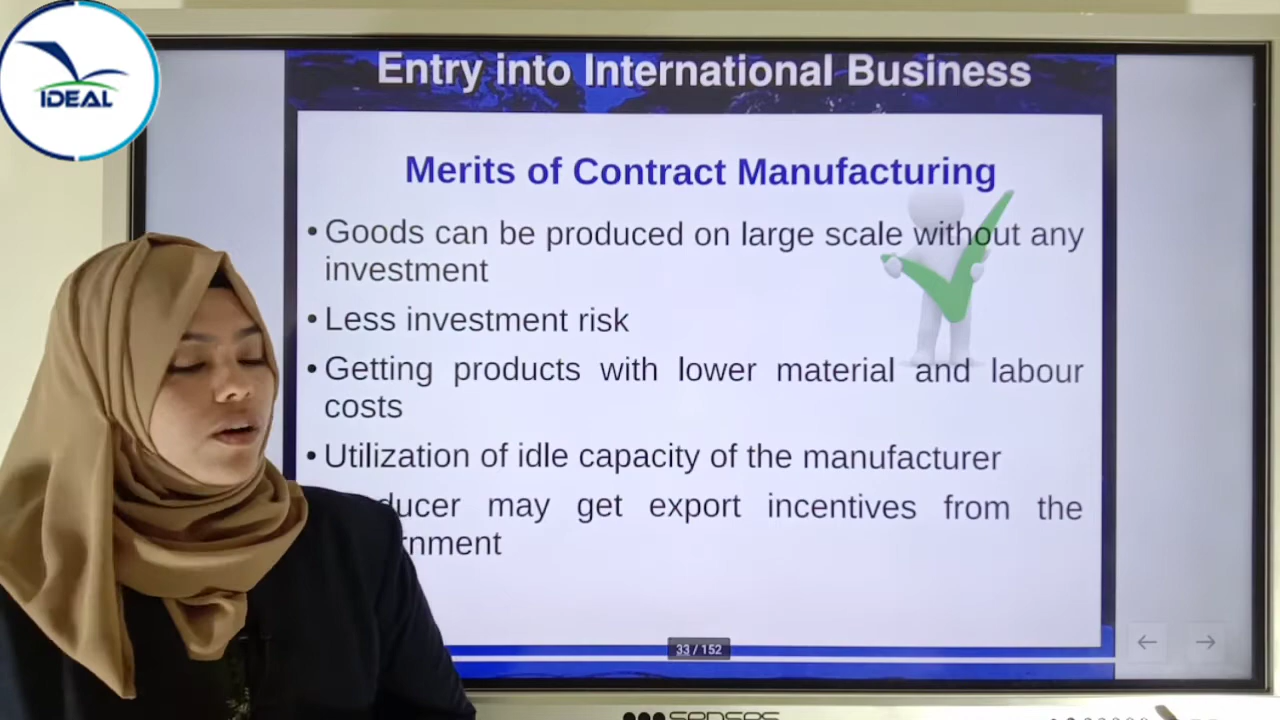 IDEAL
Entry into International Business
Merits of Contract Manufacturing
• Goods can be produced on large scale without any
investment
• Less investment risk
• Getting products with lower material and labour
costs
• Utilization of idle capacity of the manufacturer
may get export incentives from the
33 / 152